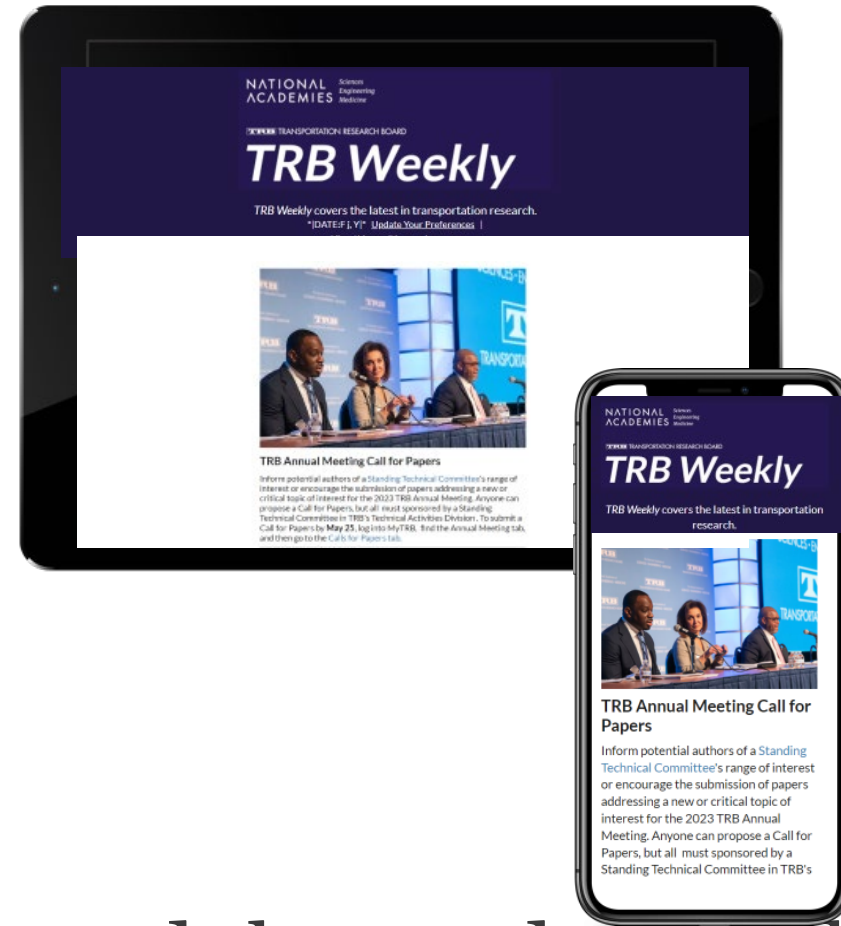 NATIONAL Sciences
ACADEMIES Engineering
Medicine
TRB TRANSPORTATION RESEARCH BOARD
TRB Weekly
TRB Weekly covers the latest in transportation research.
*|DATE:F j, Y|* Update Your Preferences |
TRB
TRB
TRB
T
TRANSPORTAT
TRB Annual Meeting Call for Papers
Inform potential authors of a Standing Technical Committee's range of
interest or encourage the submission of papers addressing a new or
critical topic of interest for the 2023 TRB Annual Meeting. Anyone can
propose a Call for Papers, but all must sponsored by a Standing
Technical Committee in TRB's Technical Activities Division . To submit a
Call for Papers by May 25, log into MyTRB, find the Annual Meeting tab,
and then go to the Calls for Papers tab.
NATIONAL Sciences
ACADEMIES Engineering
Medicine
TRB TRANSPORTATION RESEARCH BOARD
TRB Weekly
TRB Weekly covers the latest in transportation
research.
TRB
TRB
T
TRB Annual Meeting Call for
Papers
Inform potential authors of a Standing
Technical Committee's range of interest
or encourage the submission of papers
addressing a new or critical topic of
interest for the 2023 TRB Annual
Meeting. Anyone can propose a Call for
Papers, but all must sponsored by a
Standing Technical Committee in TRB's